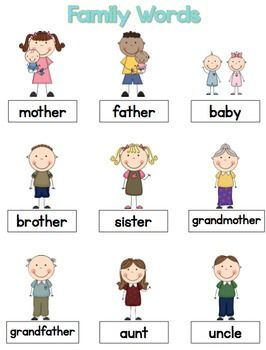 Family Words
mother father baby
brother sister grandmother
grandfather aunt uncle